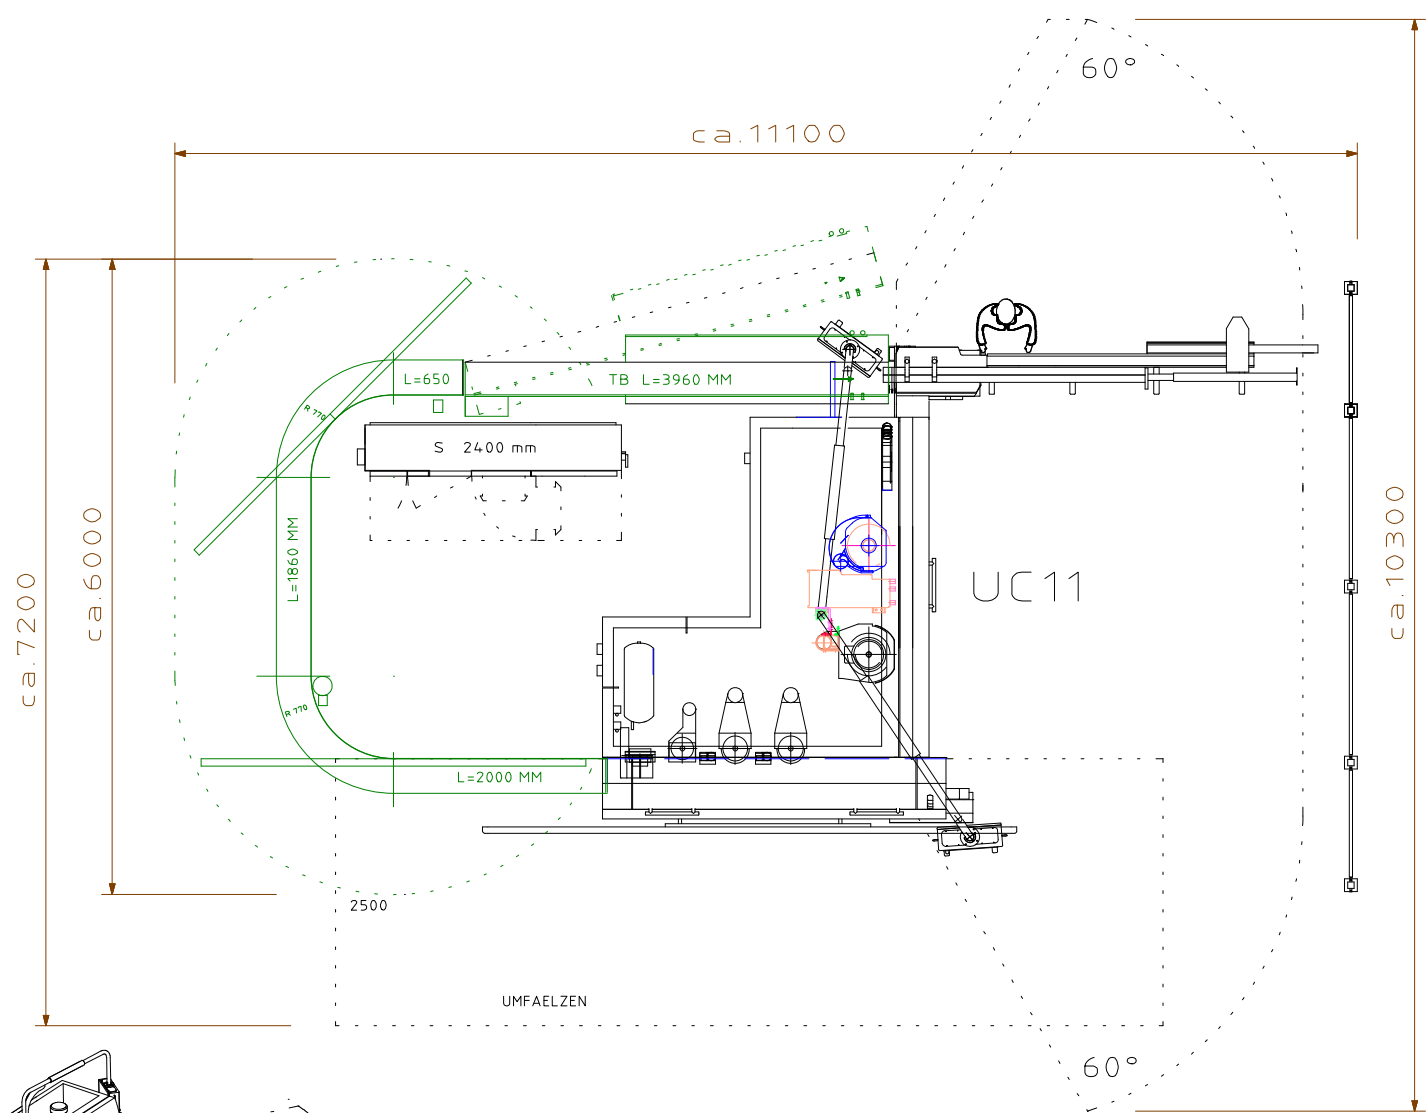 60°
ca.11100
L=650
TB L=3960 MM
R 770
L
S 2400 mm
L=1860 MM
ca.6000
ca.7200
ca.10300
UC11
R 770
L=2000 MM
2500
UMFAELZEN
60°